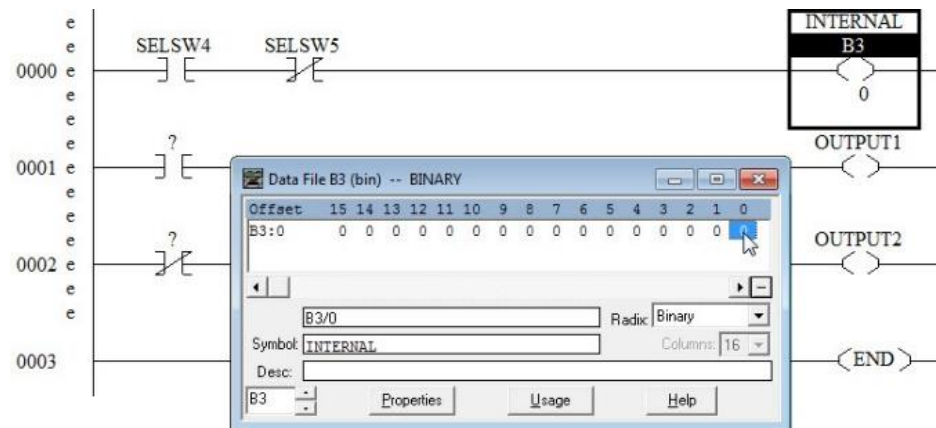 e
e
e
e
e
e
e
e
e
e
e
e
e
0000
0001
0002
0003
SELSW4 SELSW5
INTERNAL
B3
0
?
OUTPUT1
?
OUTPUT2
END
Data File B3 (bin) -- BINARY
Offset 15 14 13 12 11 10 9 8 7 6 5 4 3 2 1 0
B3:0 0 0 0 0 0 0 0 0 0 0 0 0 0 0 0 0
B3/0
Radix: Binary
Symbol: INTERNAL
Columns: 16
Desc:
B3
Properties Usage Help